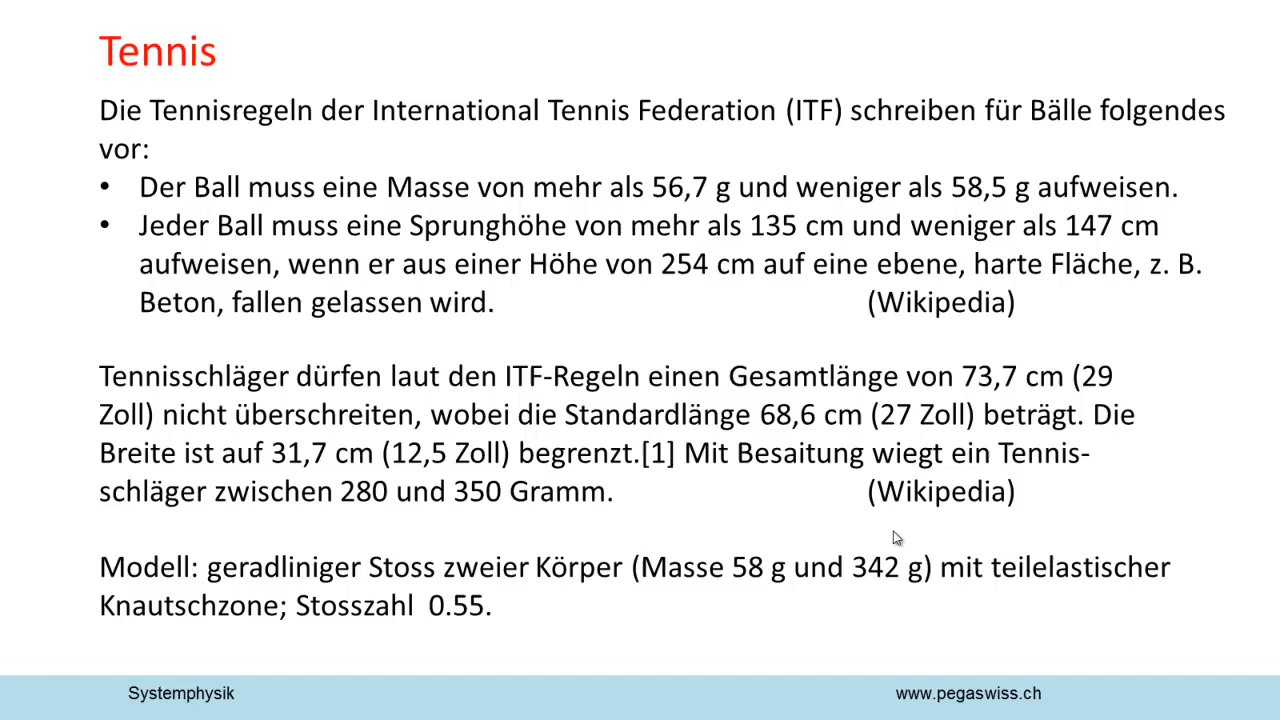 Tennis
Die Tennisregeln der International Tennis Federation (ITF) schreiben für Bälle folgendes
vor:
• Der Ball muss eine Masse von mehr als 56,7 g und weniger als 58,5 g aufweisen.
• Jeder Ball muss eine Sprunghöhe von mehr als 135 cm und weniger als 147 cm
aufweisen, wenn er aus einer Höhe von 254 cm auf eine ebene, harte Fläche, z. B.
Beton, fallen gelassen wird. (Wikipedia)
Tennisschläger dürfen laut den ITF-Regeln einen Gesamtlänge von 73,7 cm (29
Zoll) nicht überschreiten, wobei die Standardlänge 68,6 cm (27 Zoll) beträgt. Die
Breite ist auf 31,7 cm (12,5 Zoll) begrenzt.[1] Mit Besaitung wiegt ein Tennis-
schläger zwischen 280 und 350 Gramm. (Wikipedia)
Modell: geradliniger Stoss zweier Körper (Masse 58 g und 342 g) mit teilelastischer
Knautschzone; Stosszahl 0.55.
Systemphysik www.pegaswiss.ch